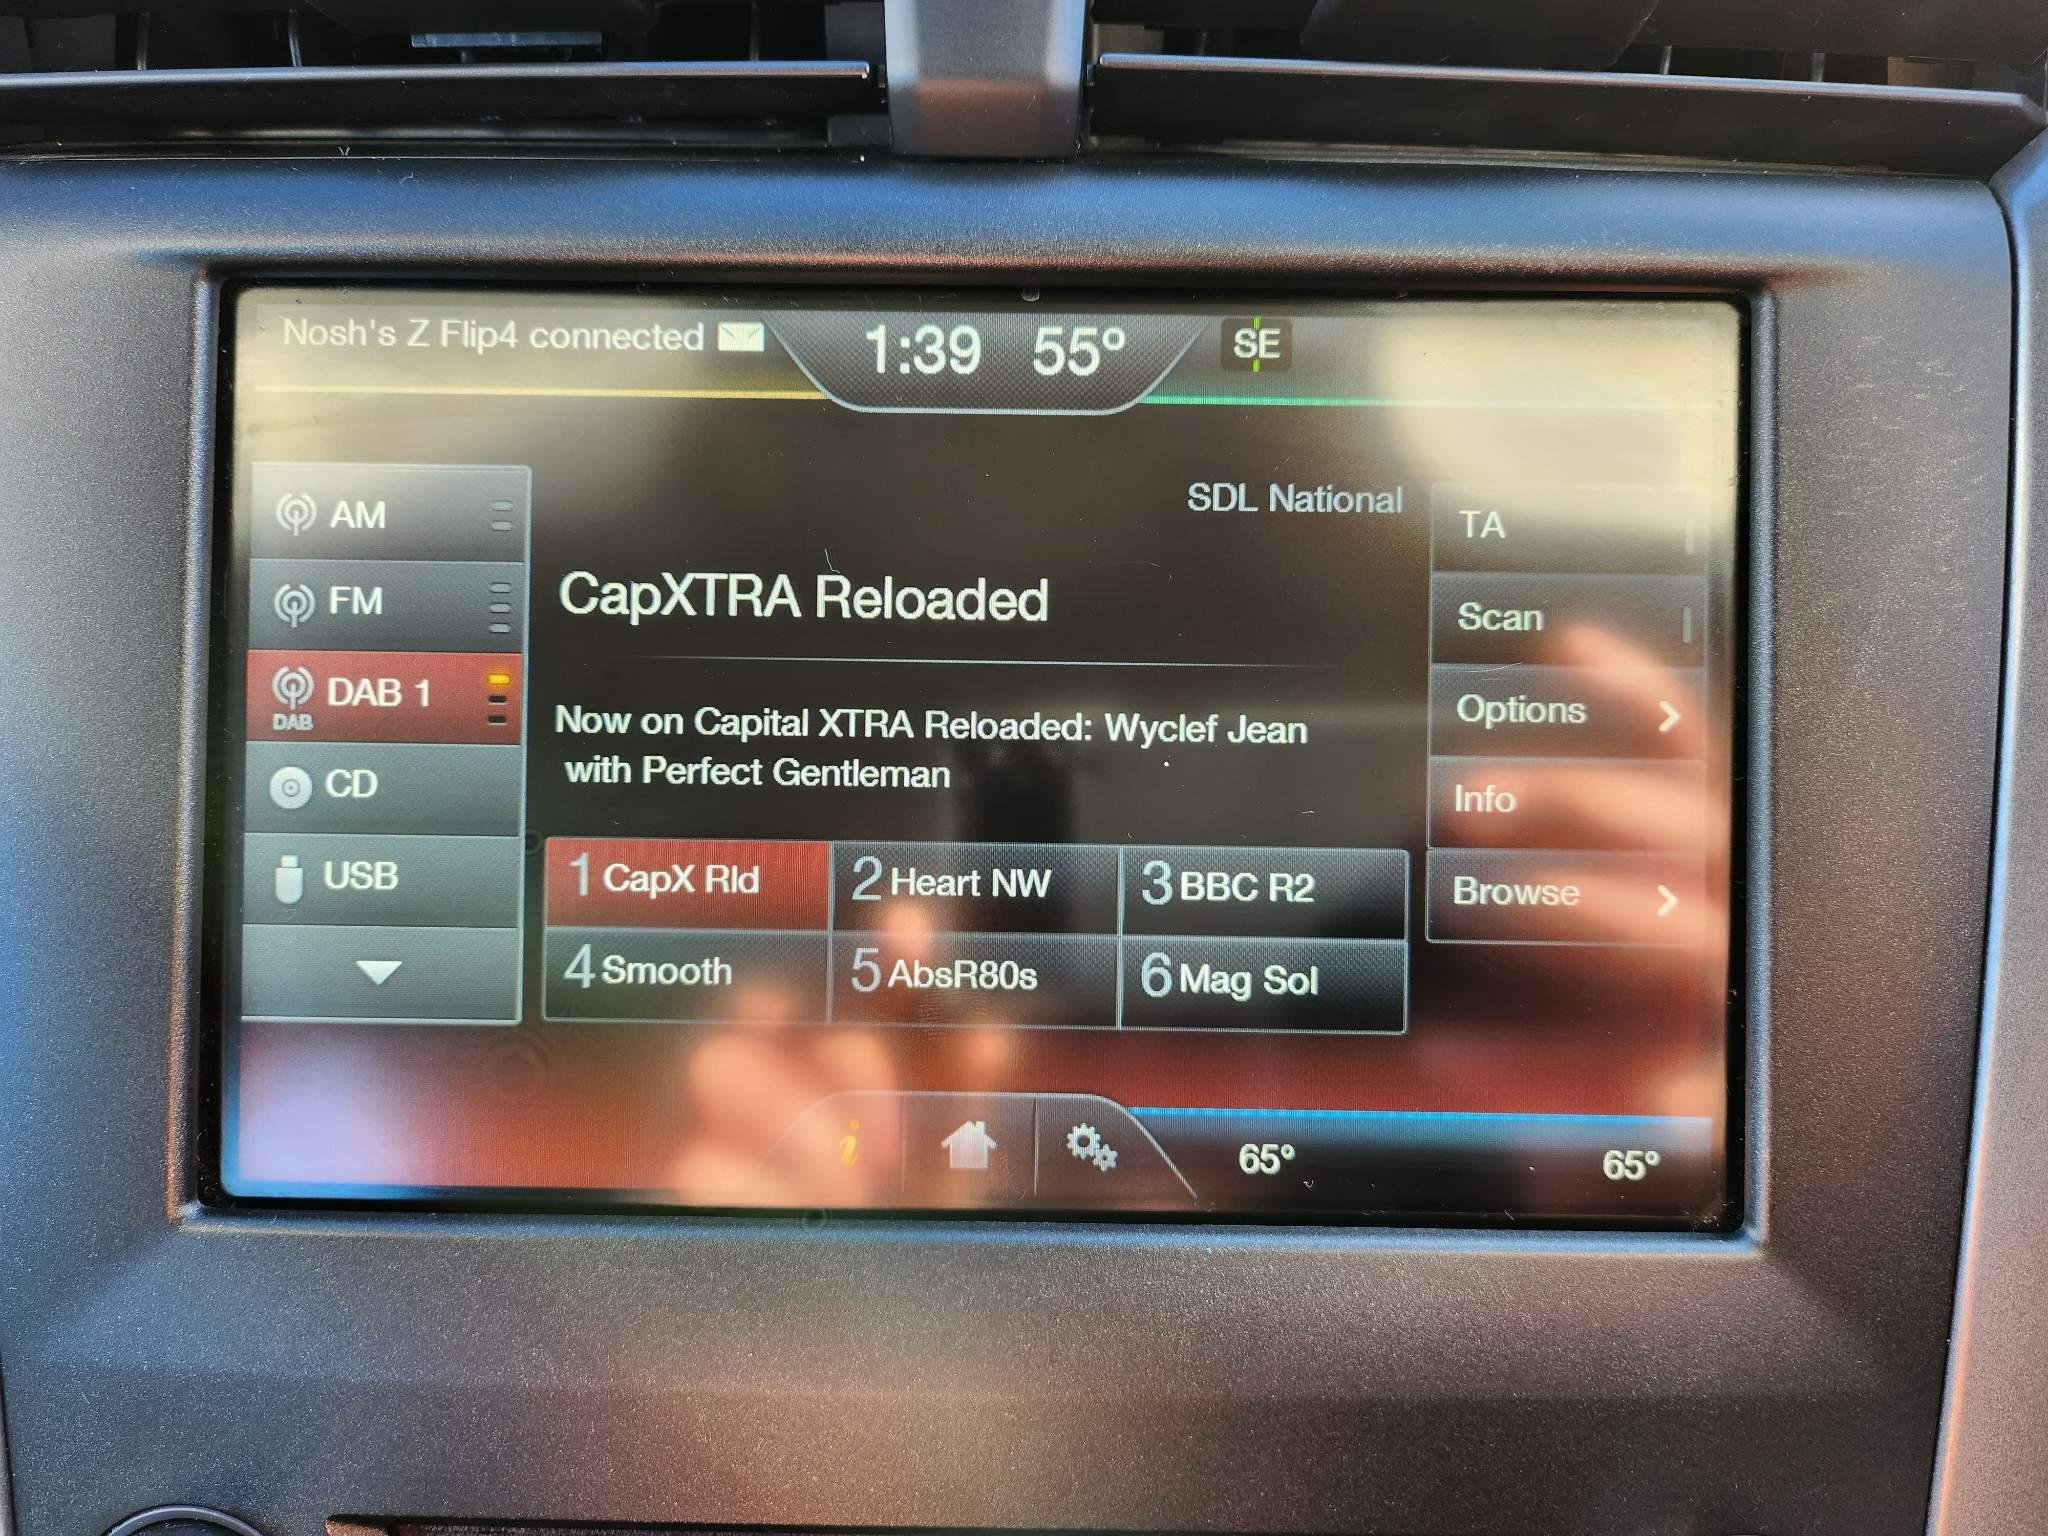 Nosh's Z Flip4 connected
1:39 55°
SE
AM
FM
DAB 1
DAB
CD
USB
SDL National
CapXTRA Reloaded
Now on Capital XTRA Reloaded: Wyclef Jean
with Perfect Gentleman
1 CapX Rld
2 Heart NW
3 BBC R2
4 Smooth
5 AbsR80s
6 Mag Sol
TA
Scan
Options
Info
Browse
i
65° 65°